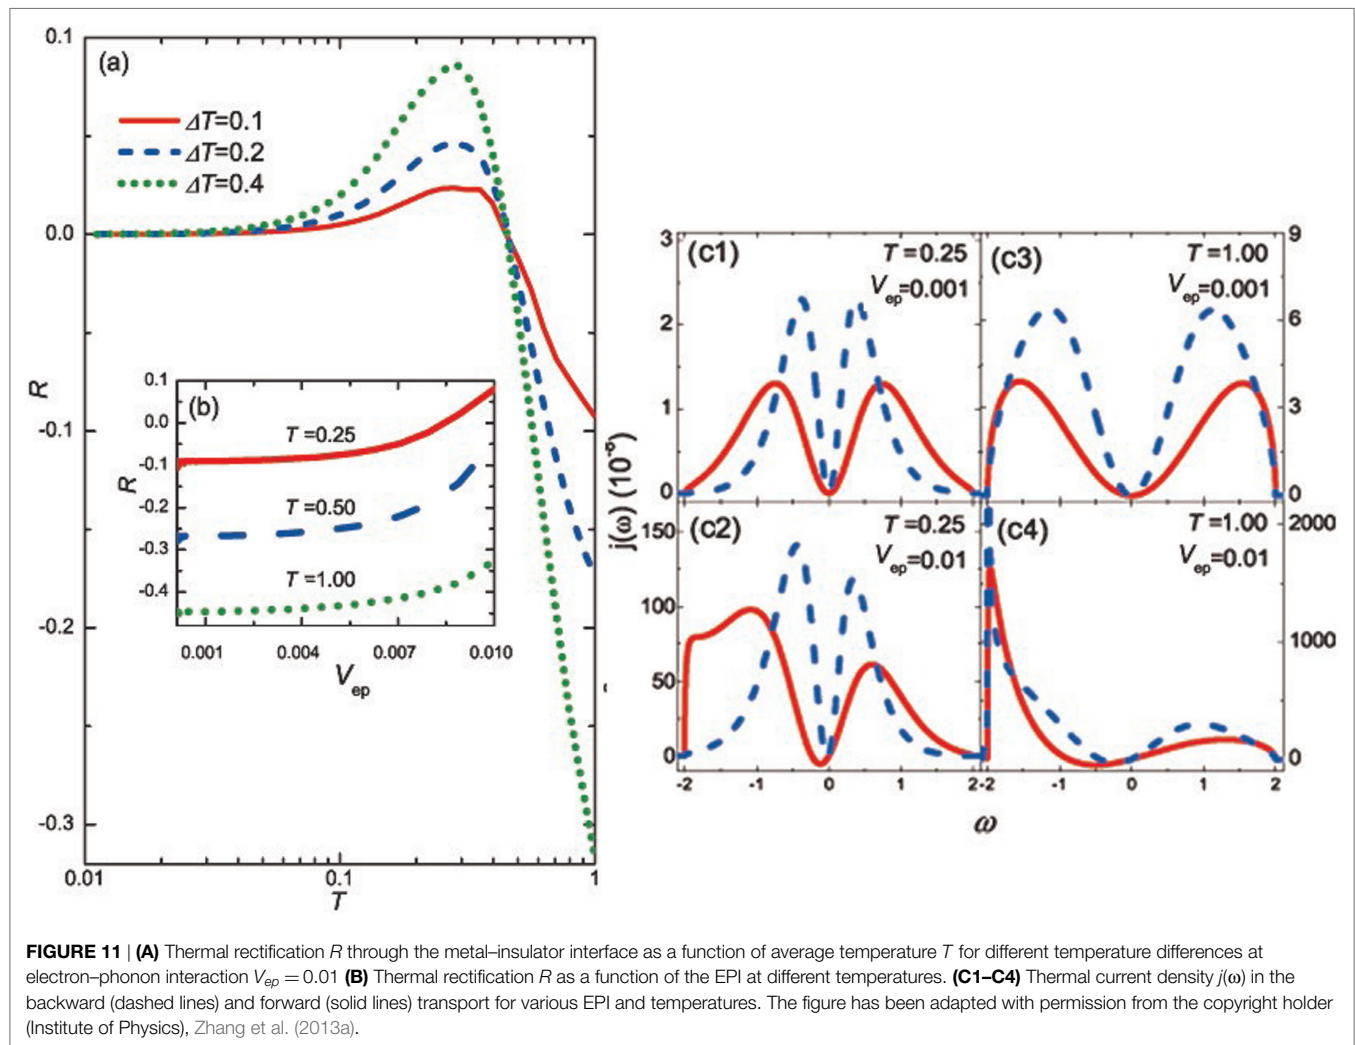 (a)
0.1
0.0
-0.1
-0.2
-0.3
R
ΔT=0.1
ΔT=0.2
ΔT=0.4
0.01
0.1
1
T
(b)
0.1
0.0
-0.1
-0.2
-0.3
-0.4
R
T=0.25
T=0.50
T=1.00
0.001
0.004
0.007
0.010
Vep
j(ω) (10⁻⁶)
(c1)
T=0.25
Vep=0.001
3
2
1
0
(c3)
T=1.00
Vep=0.001
9
6
3
0
(c2)
T=0.25
Vep=0.01
150
100
50
0
(c4)
T=1.00
Vep=0.01
2000
1000
0
-2
-1
0
1
2
-2
-1
0
1
2
ω
FIGURE 11 | (A) Thermal rectification R through the metal–insulator interface as a function of average temperature T for different temperature differences at
electron–phonon interaction Vep = 0.01 (B) Thermal rectification R as a function of the EPI at different temperatures. (C1–C4) Thermal current density j(ω) in the
backward (dashed lines) and forward (solid lines) transport for various EPI and temperatures. The figure has been adapted with permission from the copyright holder
(Institute of Physics), Zhang et al. (2013a).